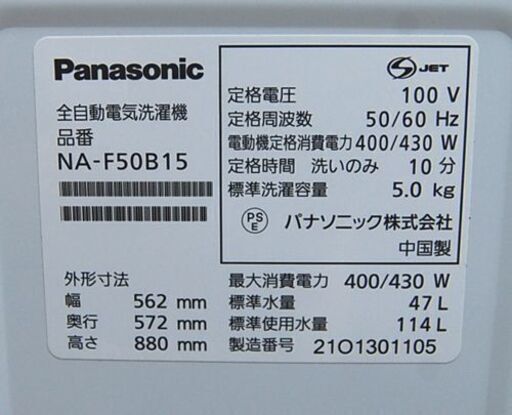 Panasonic
全自動電気洗濯機
品番
NA-F50B15
S JET
定格電圧 100 V
定格周波数 50/60 Hz
電動機定格消費電力 400/430 W
定格時間 洗いのみ 10 分
標準洗濯容量 5.0 kg
PS E パナソニック株式会社
中国製
外形寸法
幅 562 mm
奥行 572 mm
高さ 880 mm
最大消費電力 400/430 W
標準水量 47 L
標準使用水量 114 L
製造番号 21O1301105